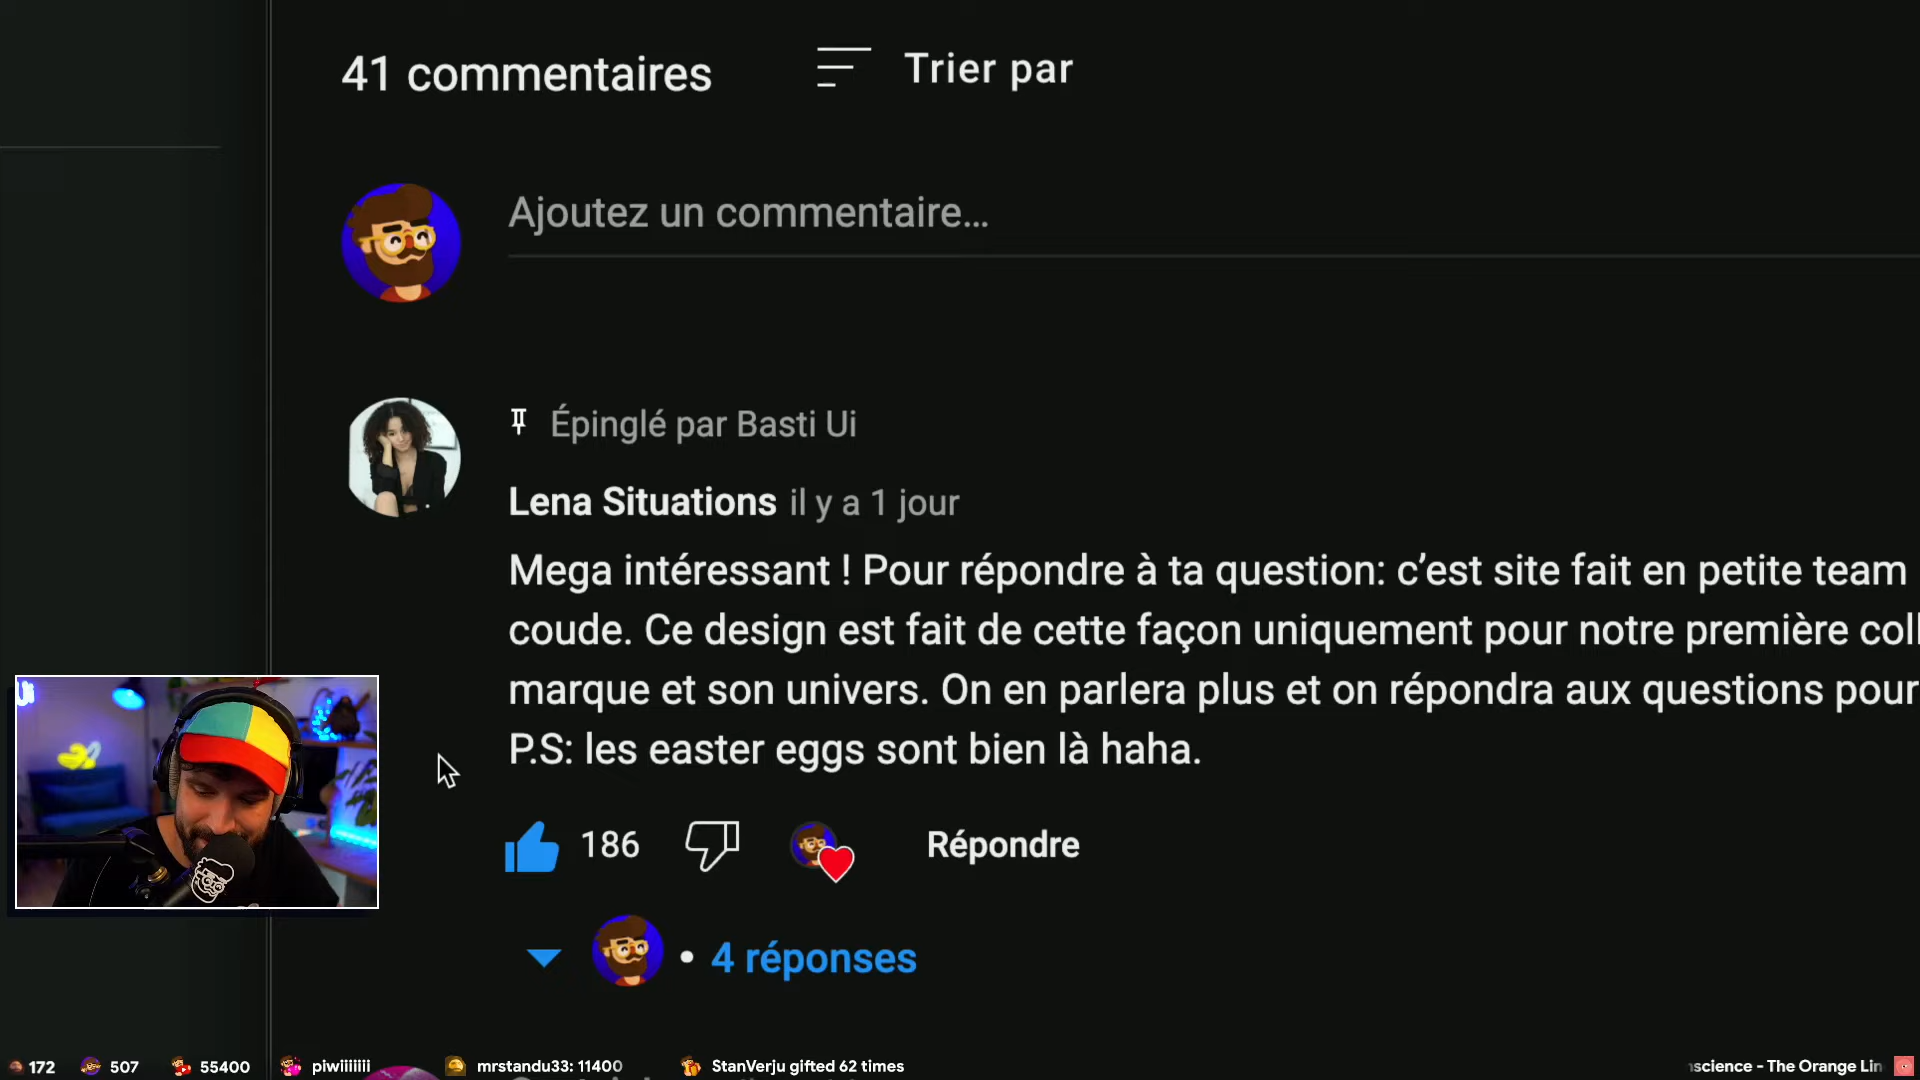 41 commentaires
Trier par
Ajoutez un commentaire...
Épinglé par Basti Ui
Lena Situations il y a 1 jour
Mega intéressant ! Pour répondre à ta question: c’est site fait en petite team
coude. Ce design est fait de cette façon uniquement pour notre première coll
marque et son univers. On en parlera plus et on répondra aux questions pour
P.S: les easter eggs sont bien là haha.
186
Répondre
• 4 réponses
172 507 55400 piwiiiiiii mrstandu33: 11400 StanVerju gifted 62 times
science - The Orange Lin